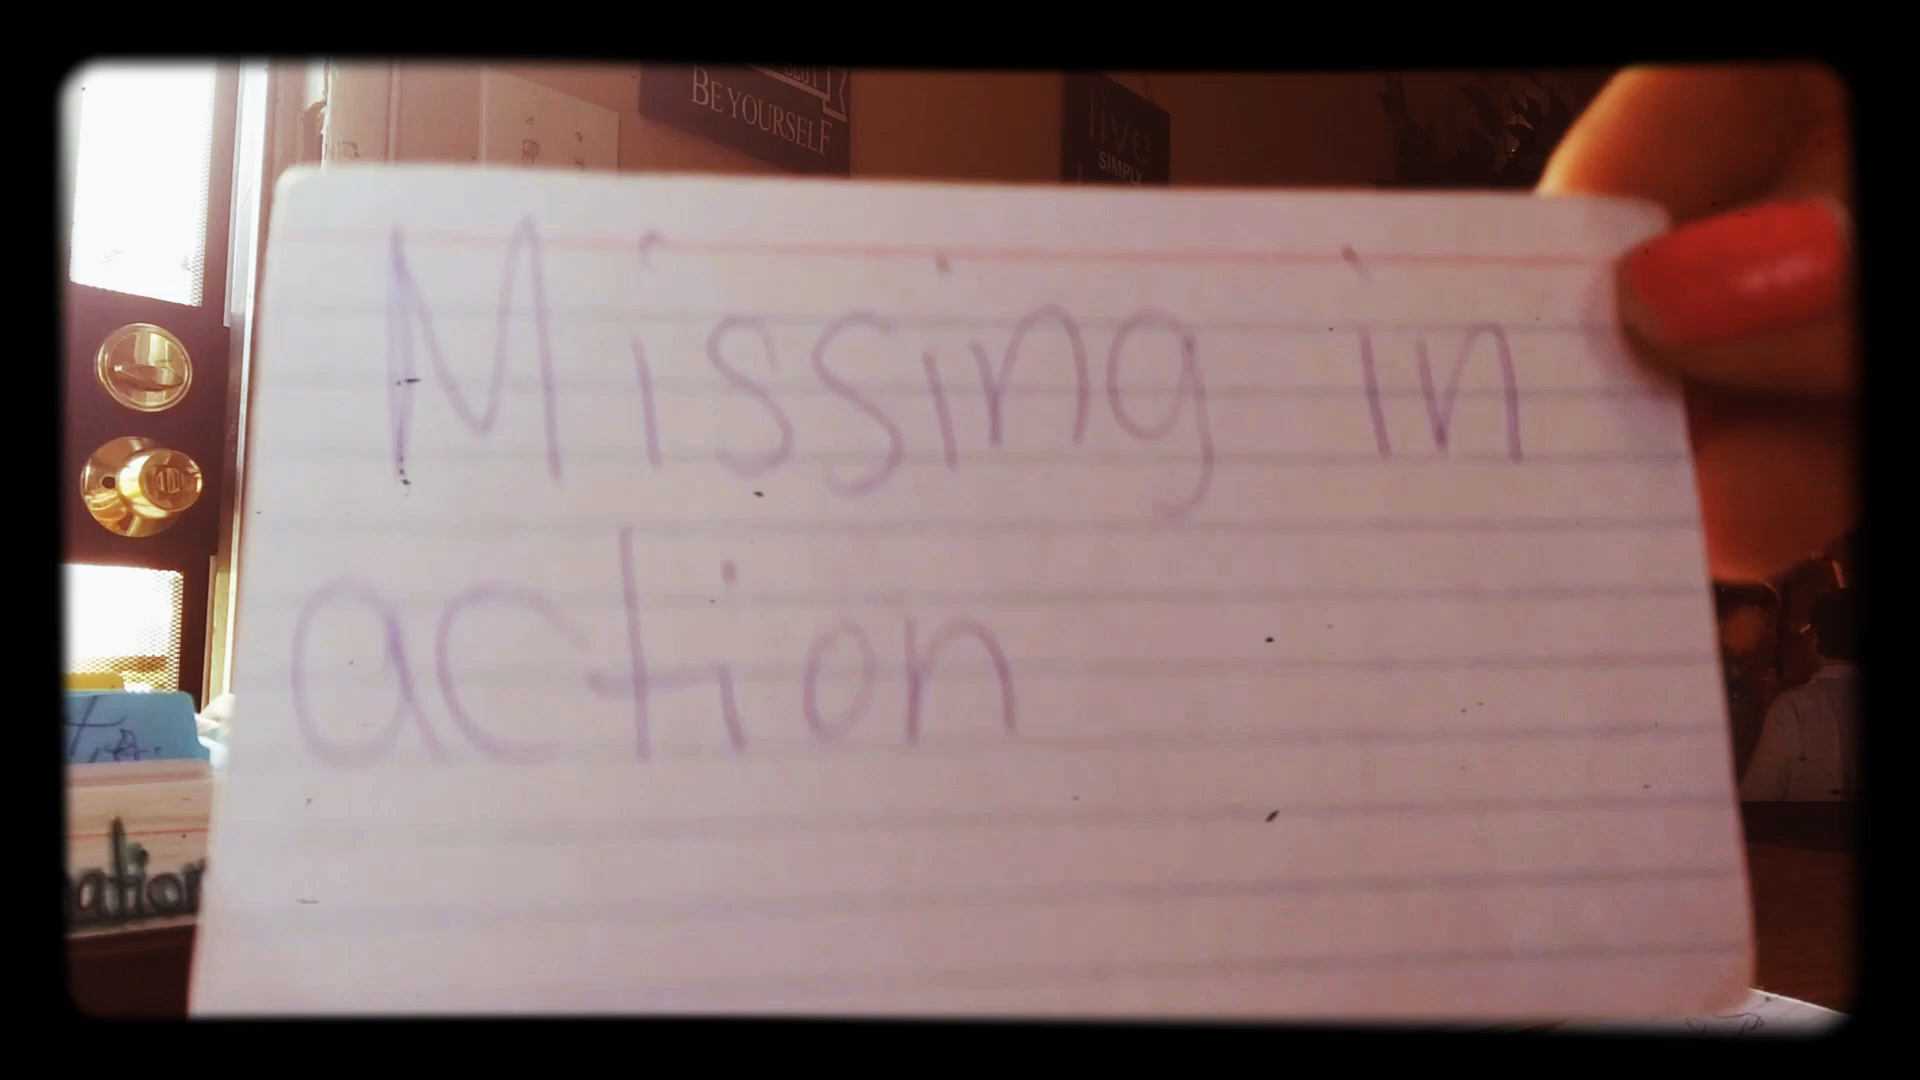 BE YOURSELF
live
SIMPLY
Missing in
action